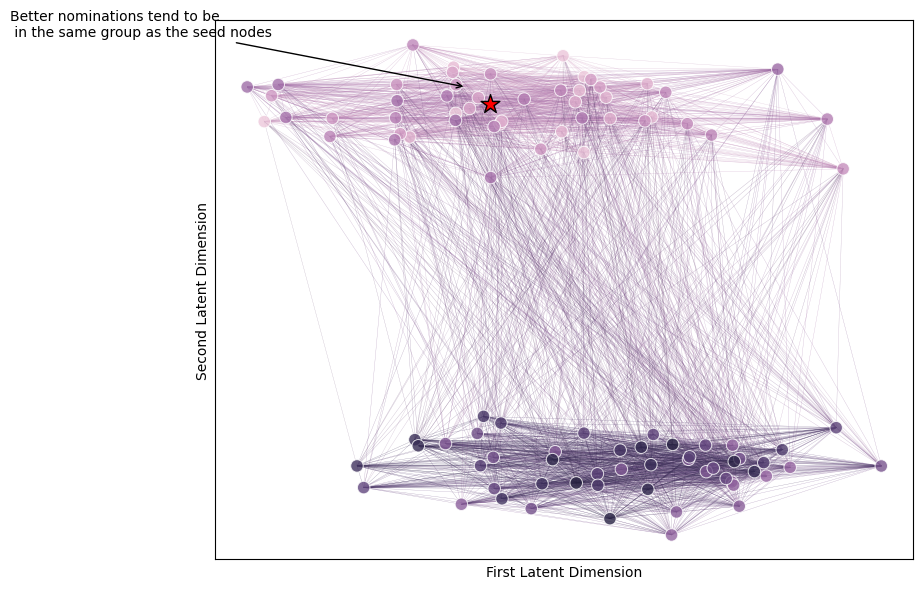 Better nominations tend to be
in the same group as the seed nodes
Second Latent Dimension
First Latent Dimension